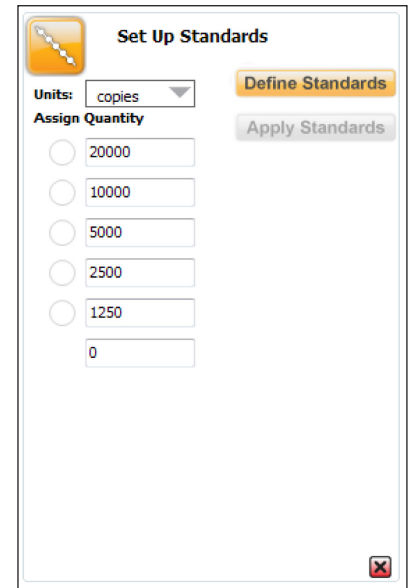 Set Up Standards
Units: copies
Define Standards
Assign Quantity
Apply Standards
20000
10000
5000
2500
1250
0